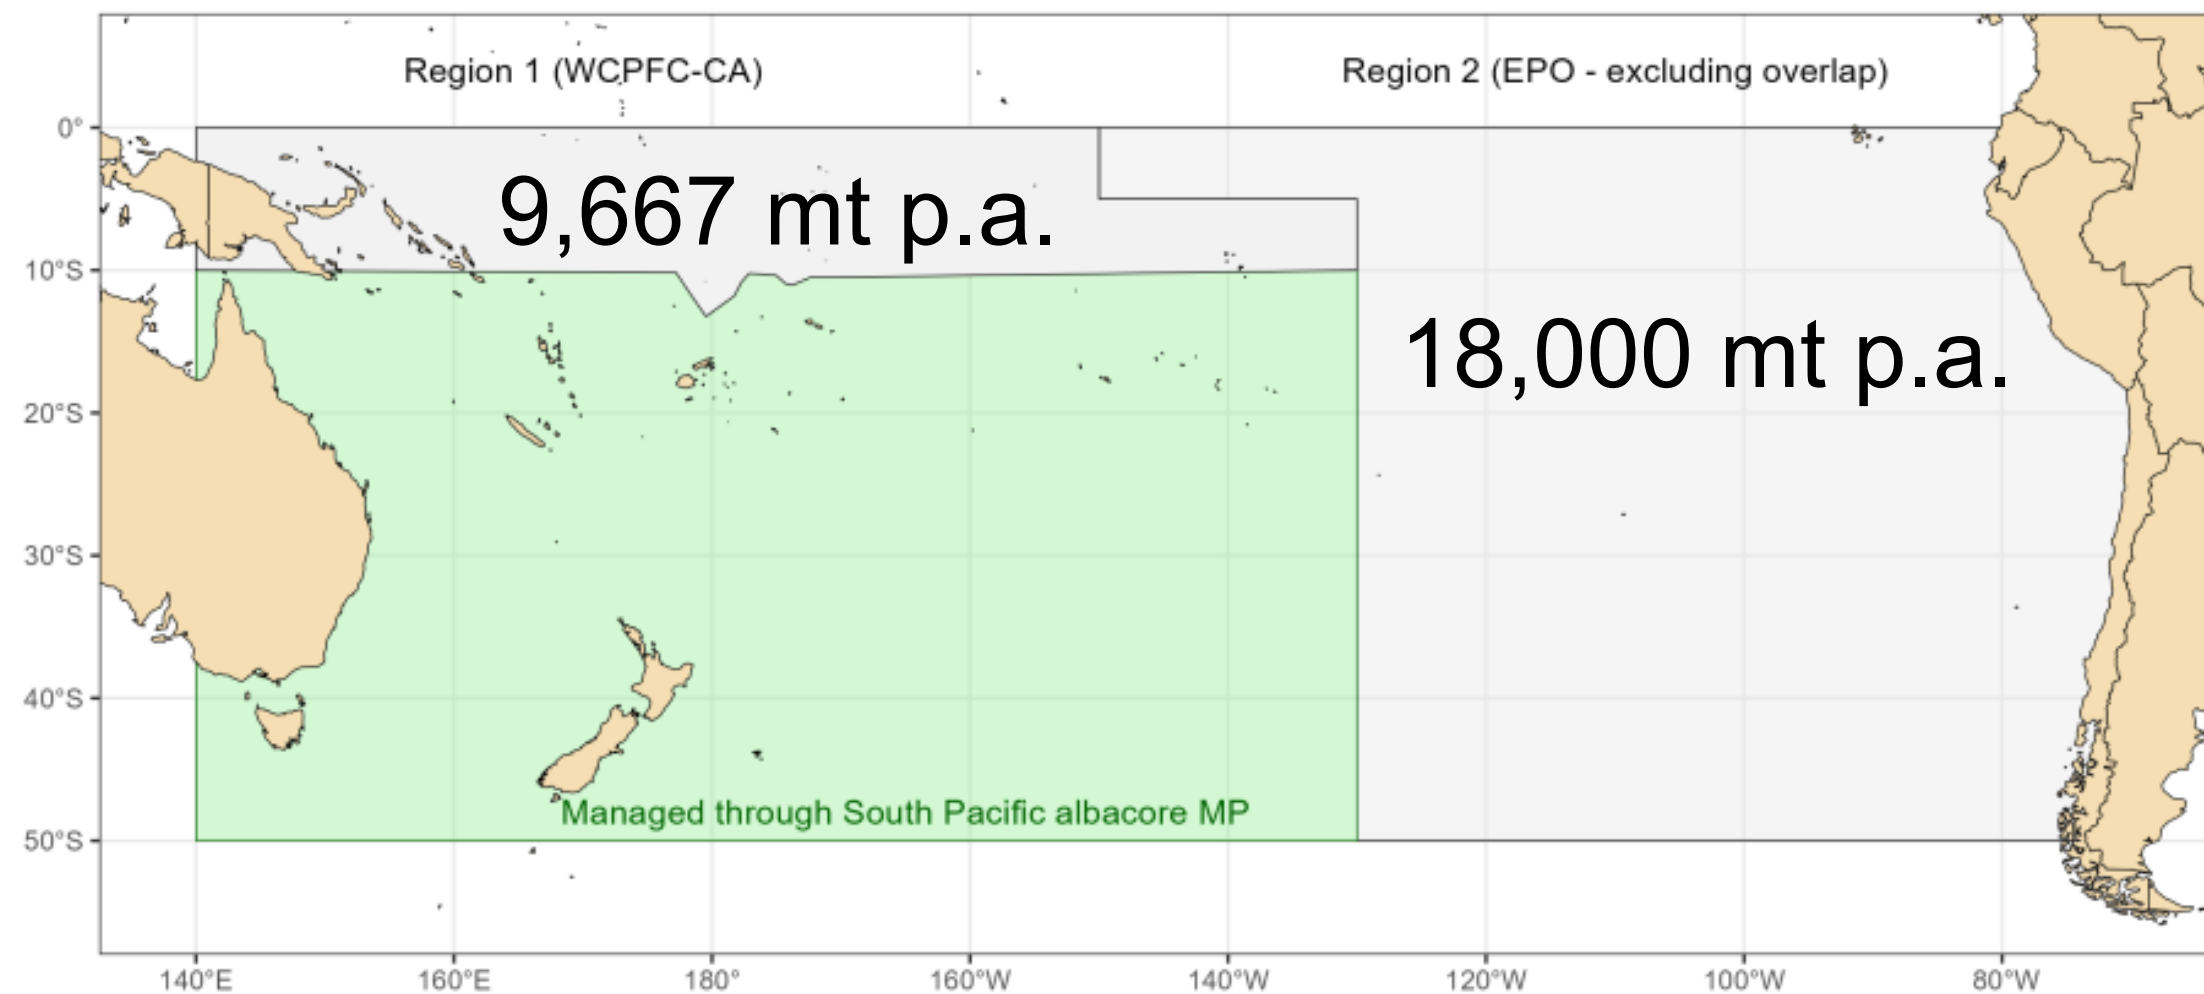 Region 1 (WCPFC-CA)
Region 2 (EPO - excluding overlap)
0°
9,667 mt p.a.
10°S
18,000 mt p.a.
20°S
30°S
40°S
Managed through South Pacific albacore MP
50°S
140°E
160°E
180°
160°W
140°W
120°W
100°W
80°W